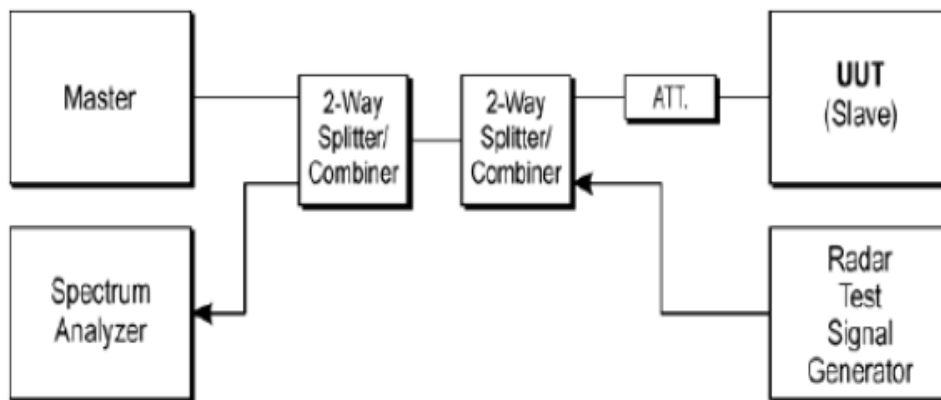 Master
2-Way
Splitter/
Combiner
2-Way
Splitter/
Combiner
ATT.
UUT
(Slave)
Spectrum
Analyzer
Radar
Test
Signal
Generator